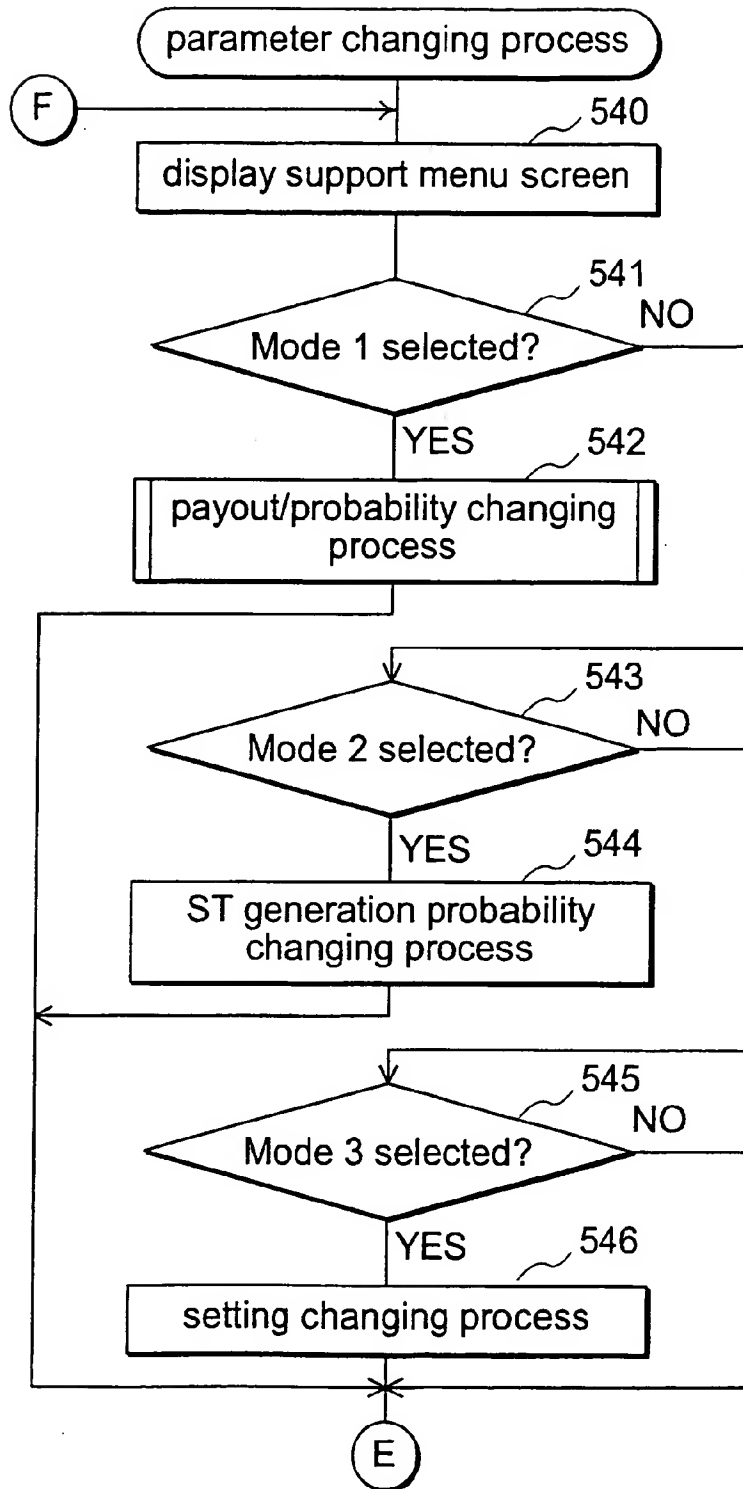 parameter changing process
F
540
display support menu screen
541
NO
Mode 1 selected?
YES
542
payout/probability changing
process
543
NO
Mode 2 selected?
YES
544
ST generation probability
changing process
545
NO
Mode 3 selected?
YES
546
setting changing process
E